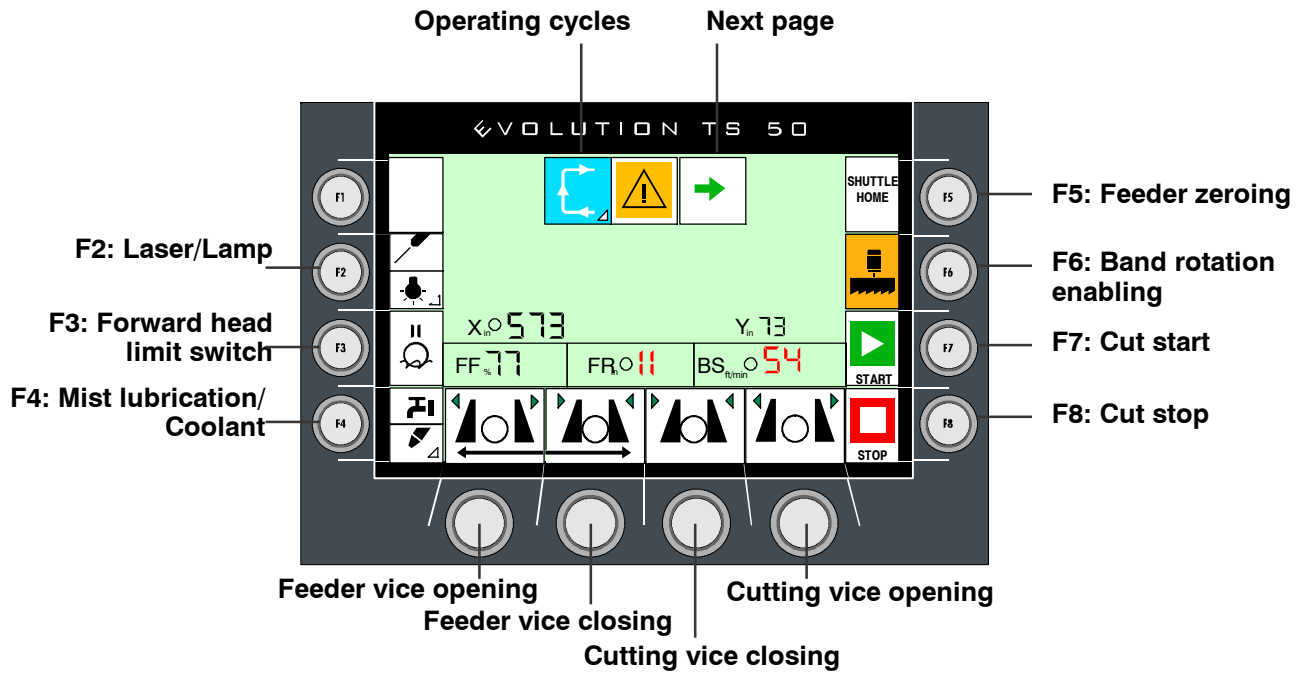 Operating cycles
Next page
EVOLUTION TS 50
F1
SHUTTLE
HOME
F5
F5: Feeder zeroing
F2: Laser/Lamp
F2
F6
F6: Band rotation
enabling
F3: Forward head
limit switch
F3
X in 573
Y in 73
FF % 77
FR in 11
BS ft/min 54
START
F7
F7: Cut start
F4: Mist lubrication/
Coolant
F4
STOP
F8
F8: Cut stop
Feeder vice opening
Feeder vice closing
Cutting vice closing
Cutting vice opening